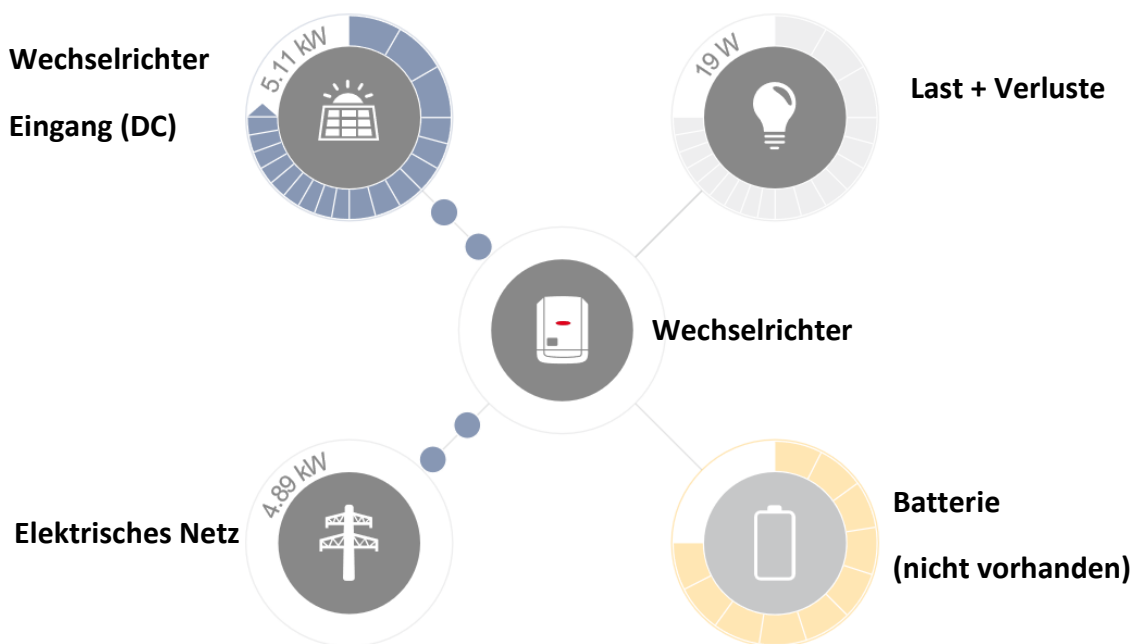 5.11 kW
Wechselrichter
Eingang (DC)
19 W
Last + Verluste
Wechselrichter
4.89 kW
Elektrisches Netz
Batterie
(nicht vorhanden)